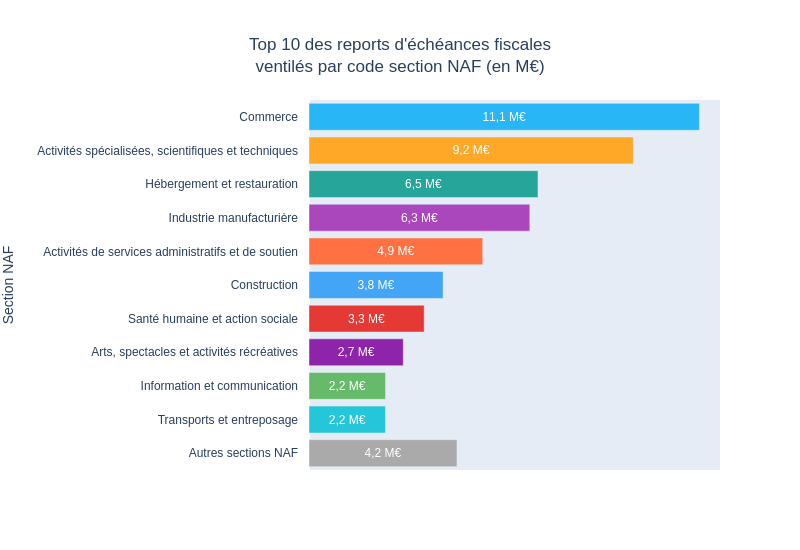 Top 10 des reports d'échéances fiscales
ventilés par code section NAF (en M€)
Section NAF
Commerce 11,1 M€
Activités spécialisées, scientifiques et techniques 9,2 M€
Hébergement et restauration 6,5 M€
Industrie manufacturière 6,3 M€
Activités de services administratifs et de soutien 4,9 M€
Construction 3,8 M€
Santé humaine et action sociale 3,3 M€
Arts, spectacles et activités récréatives 2,7 M€
Information et communication 2,2 M€
Transports et entreposage 2,2 M€
Autres sections NAF 4,2 M€